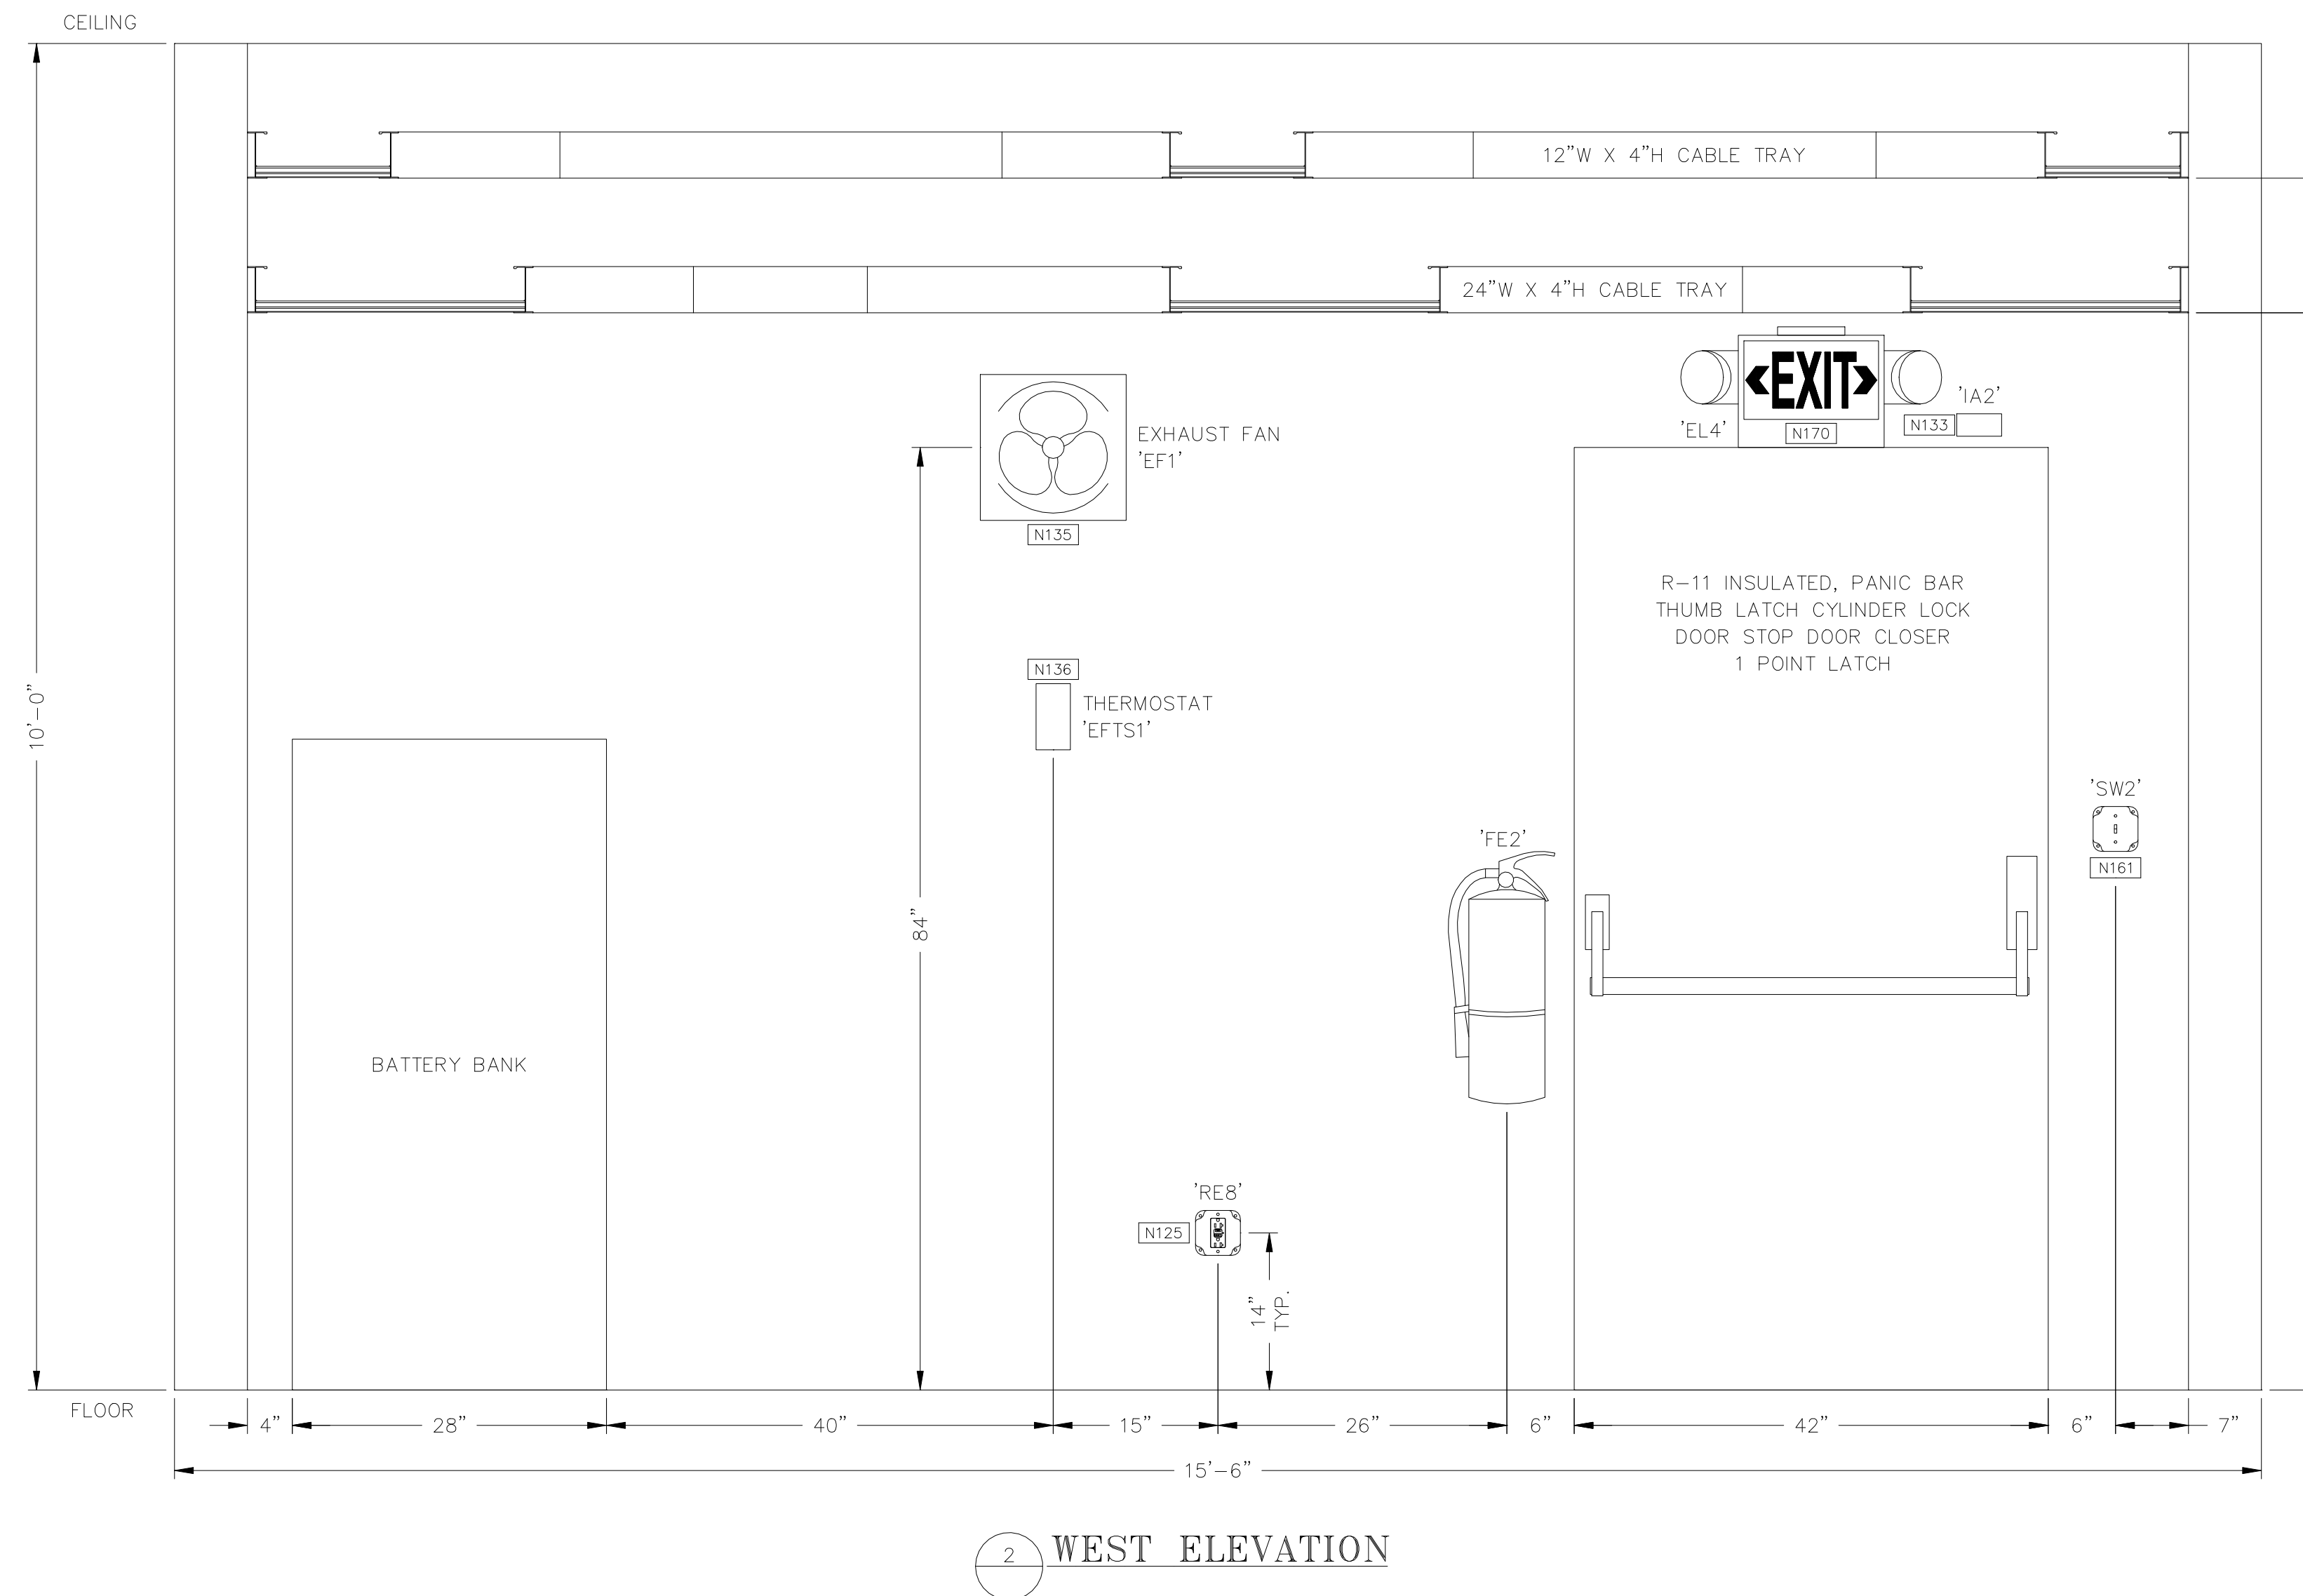 CEILING
12”W X 4”H CABLE TRAY
24”W X 4”H CABLE TRAY
EXIT
'EL4'
N170
'IA2'
N133
EXHAUST FAN
'EF1'
N135
R-11 INSULATED, PANIC BAR
THUMB LATCH CYLINDER LOCK
DOOR STOP DOOR CLOSER
1 POINT LATCH
N136
THERMOSTAT
'EFTS1'
10'-0”
'SW2'
N161
'FE2'
84”
BATTERY BANK
'RE8'
N125
14”
TYP.
FLOOR
4”
28”
40”
15”
26”
6”
42”
6”
7”
15'-6”
2
WEST ELEVATION